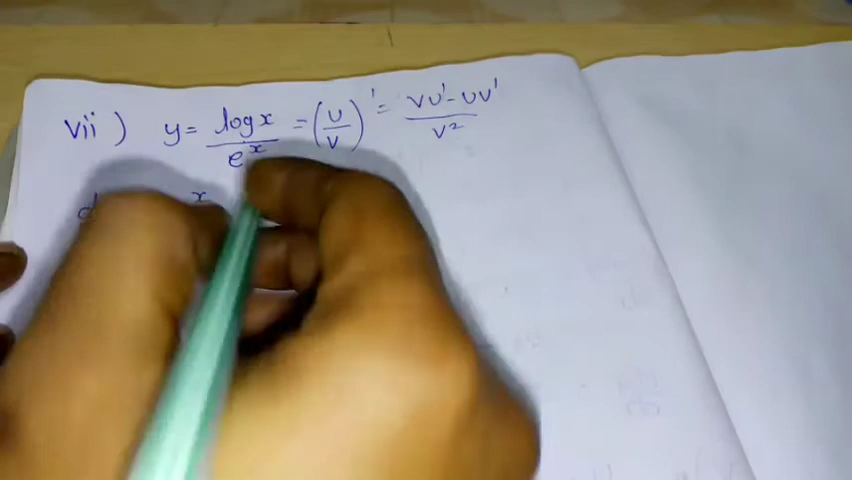 vii) y = log x / e^x = (u/v)' = vu' - uv' / v²
d x